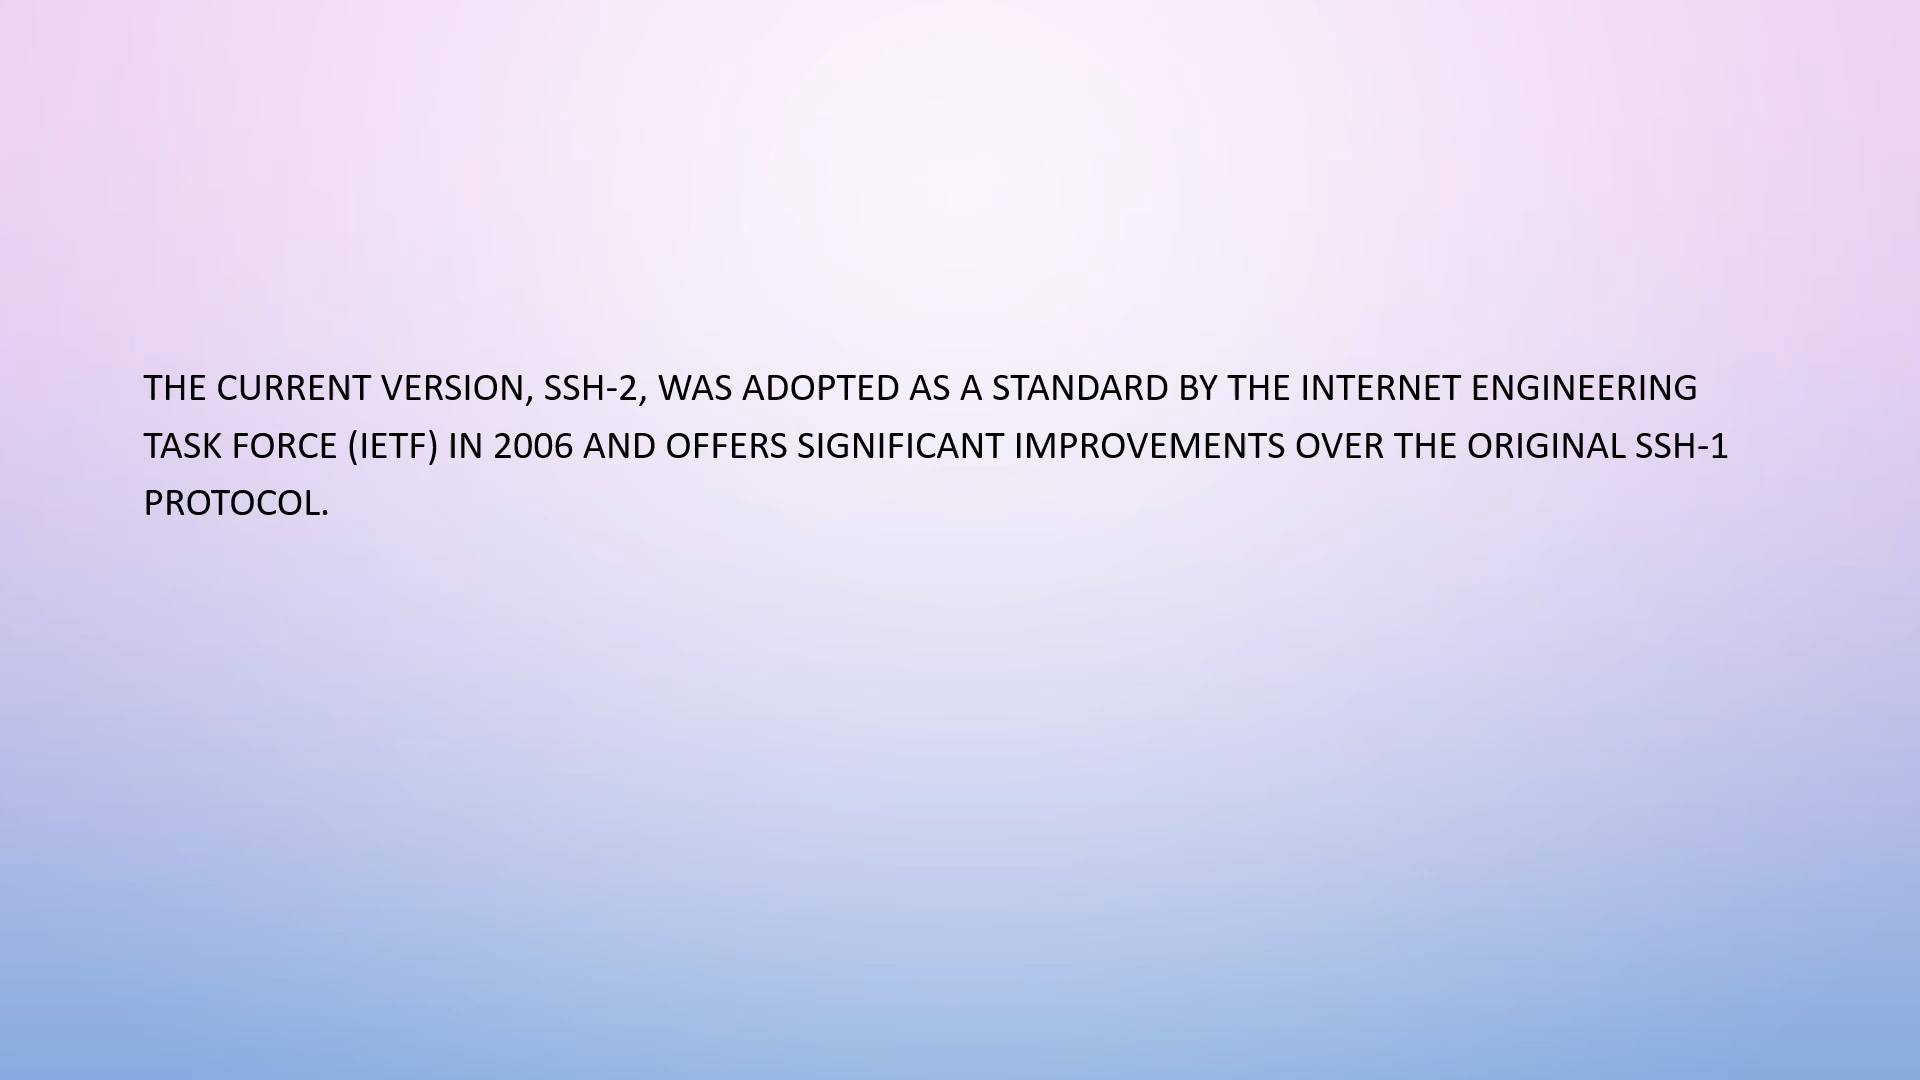 THE CURRENT VERSION, SSH-2, WAS ADOPTED AS A STANDARD BY THE INTERNET ENGINEERING
TASK FORCE (IETF) IN 2006 AND OFFERS SIGNIFICANT IMPROVEMENTS OVER THE ORIGINAL SSH-1
PROTOCOL.